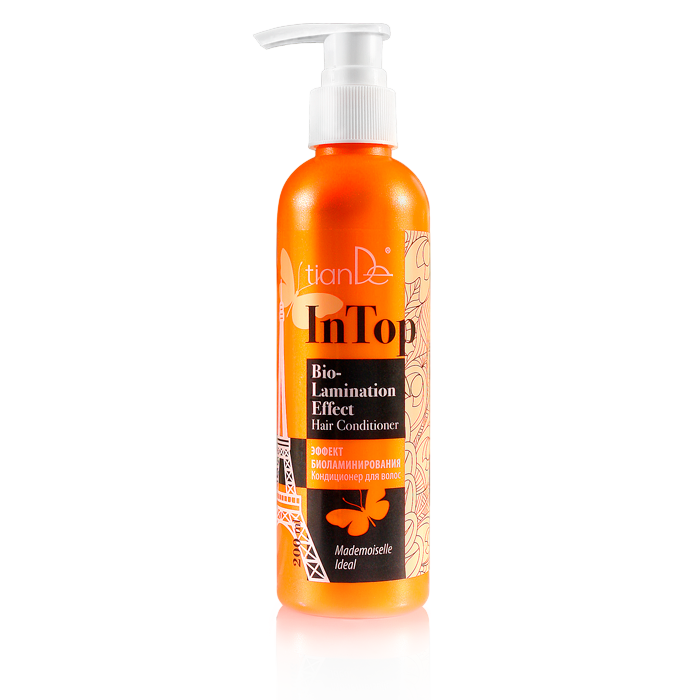 tianDe®
InTop
Bio-
Lamination
Effect
Hair Conditioner
ЭФФЕКТ
БИОЛАМИНИРОВАНИЯ
Кондиционер для волос
200 ml
Mademoiselle
Ideal